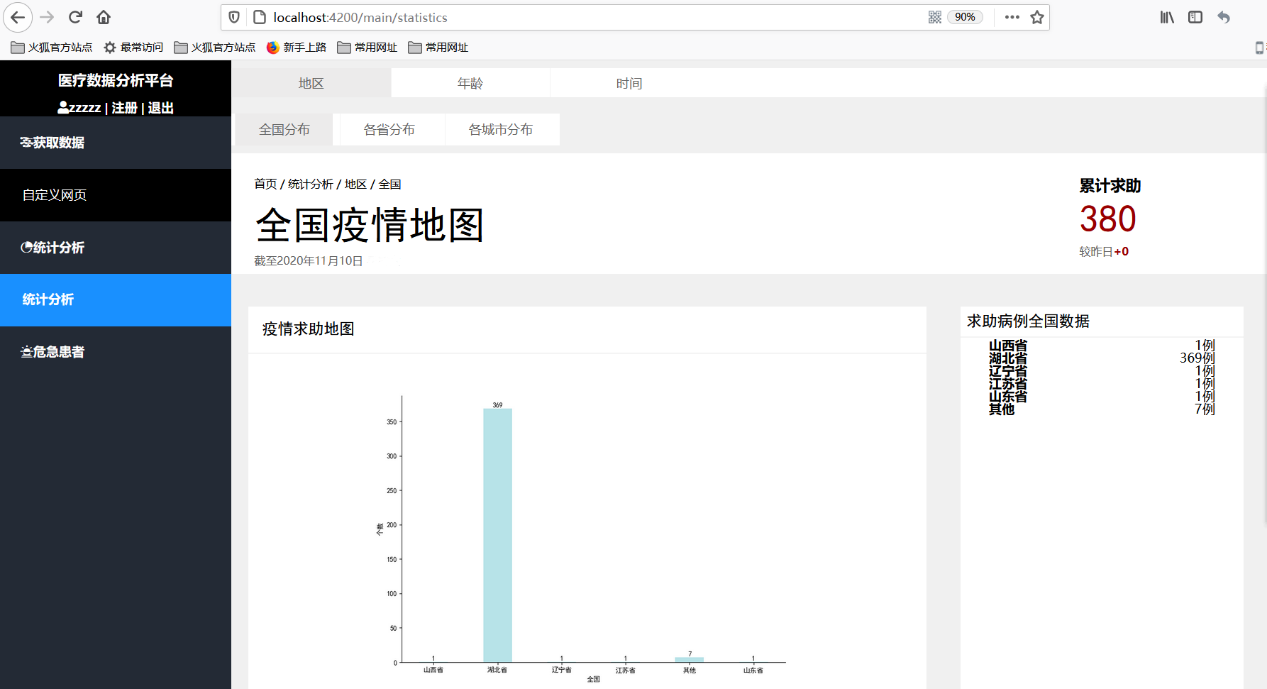 localhost:4200/main/statistics
90%
火狐官方站点 最常访问 火狐官方站点 新手上路 常用网址 常用网址
医疗数据分析平台
zzzzz | 注册 | 退出
获取数据
自定义网页
统计分析
统计分析
危急患者
地区 年龄 时间
全国分布 各省分布 各城市分布
首页 / 统计分析 / 地区 / 全国
全国疫情地图
截至2020年11月10日
累计求助
380
较昨日+0
疫情求助地图
369
350
300
250
200
150
100
50
0
个数
1 1 1 7 1
山西省 湖北省 辽宁省 江苏省 其他 山东省
全国
求助病例全国数据
山西省 1例
湖北省 369例
辽宁省 1例
江苏省 1例
山东省 1例
其他 7例